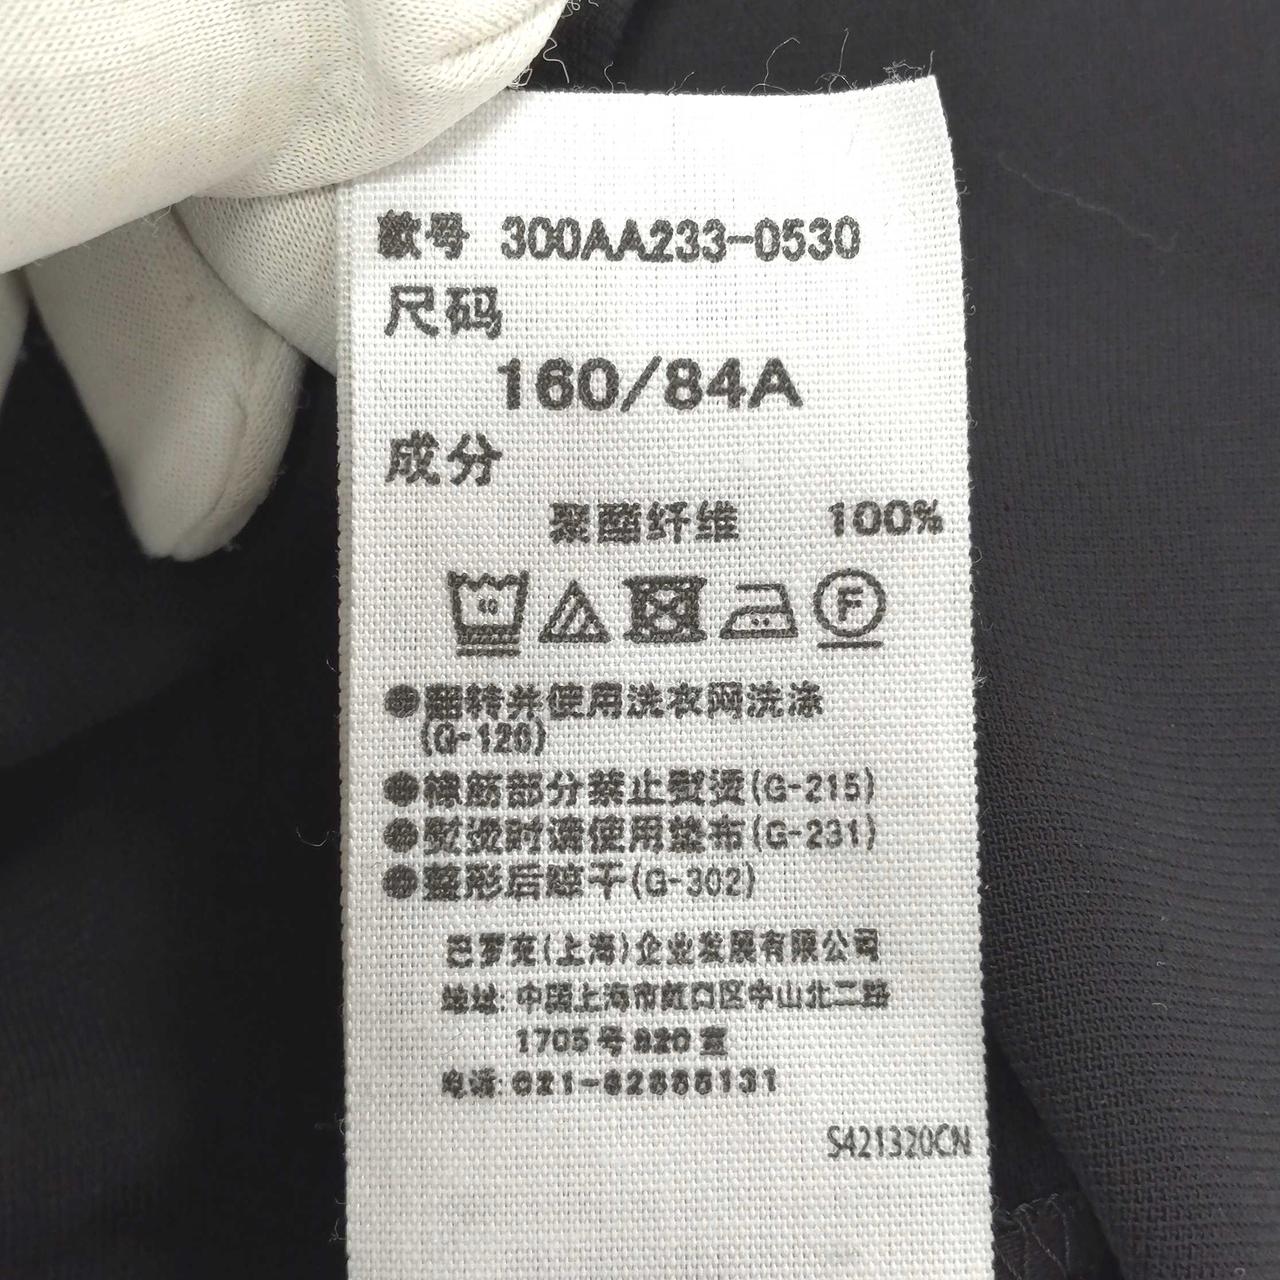 款号 300AA233-0530
尺码
160/84A
成分
聚酯纤维 100%
40
F
●翻转并使用洗衣网洗涤
(G-126)
●橡筋部分禁止熨烫(G-215)
●熨烫时请使用垫布(G-231)
●整形后晾干(G-302)
巴罗克(上海)企业发展有限公司
地址: 中国上海市虹口区中山北二路
1705号820室
电话:
S421320CN